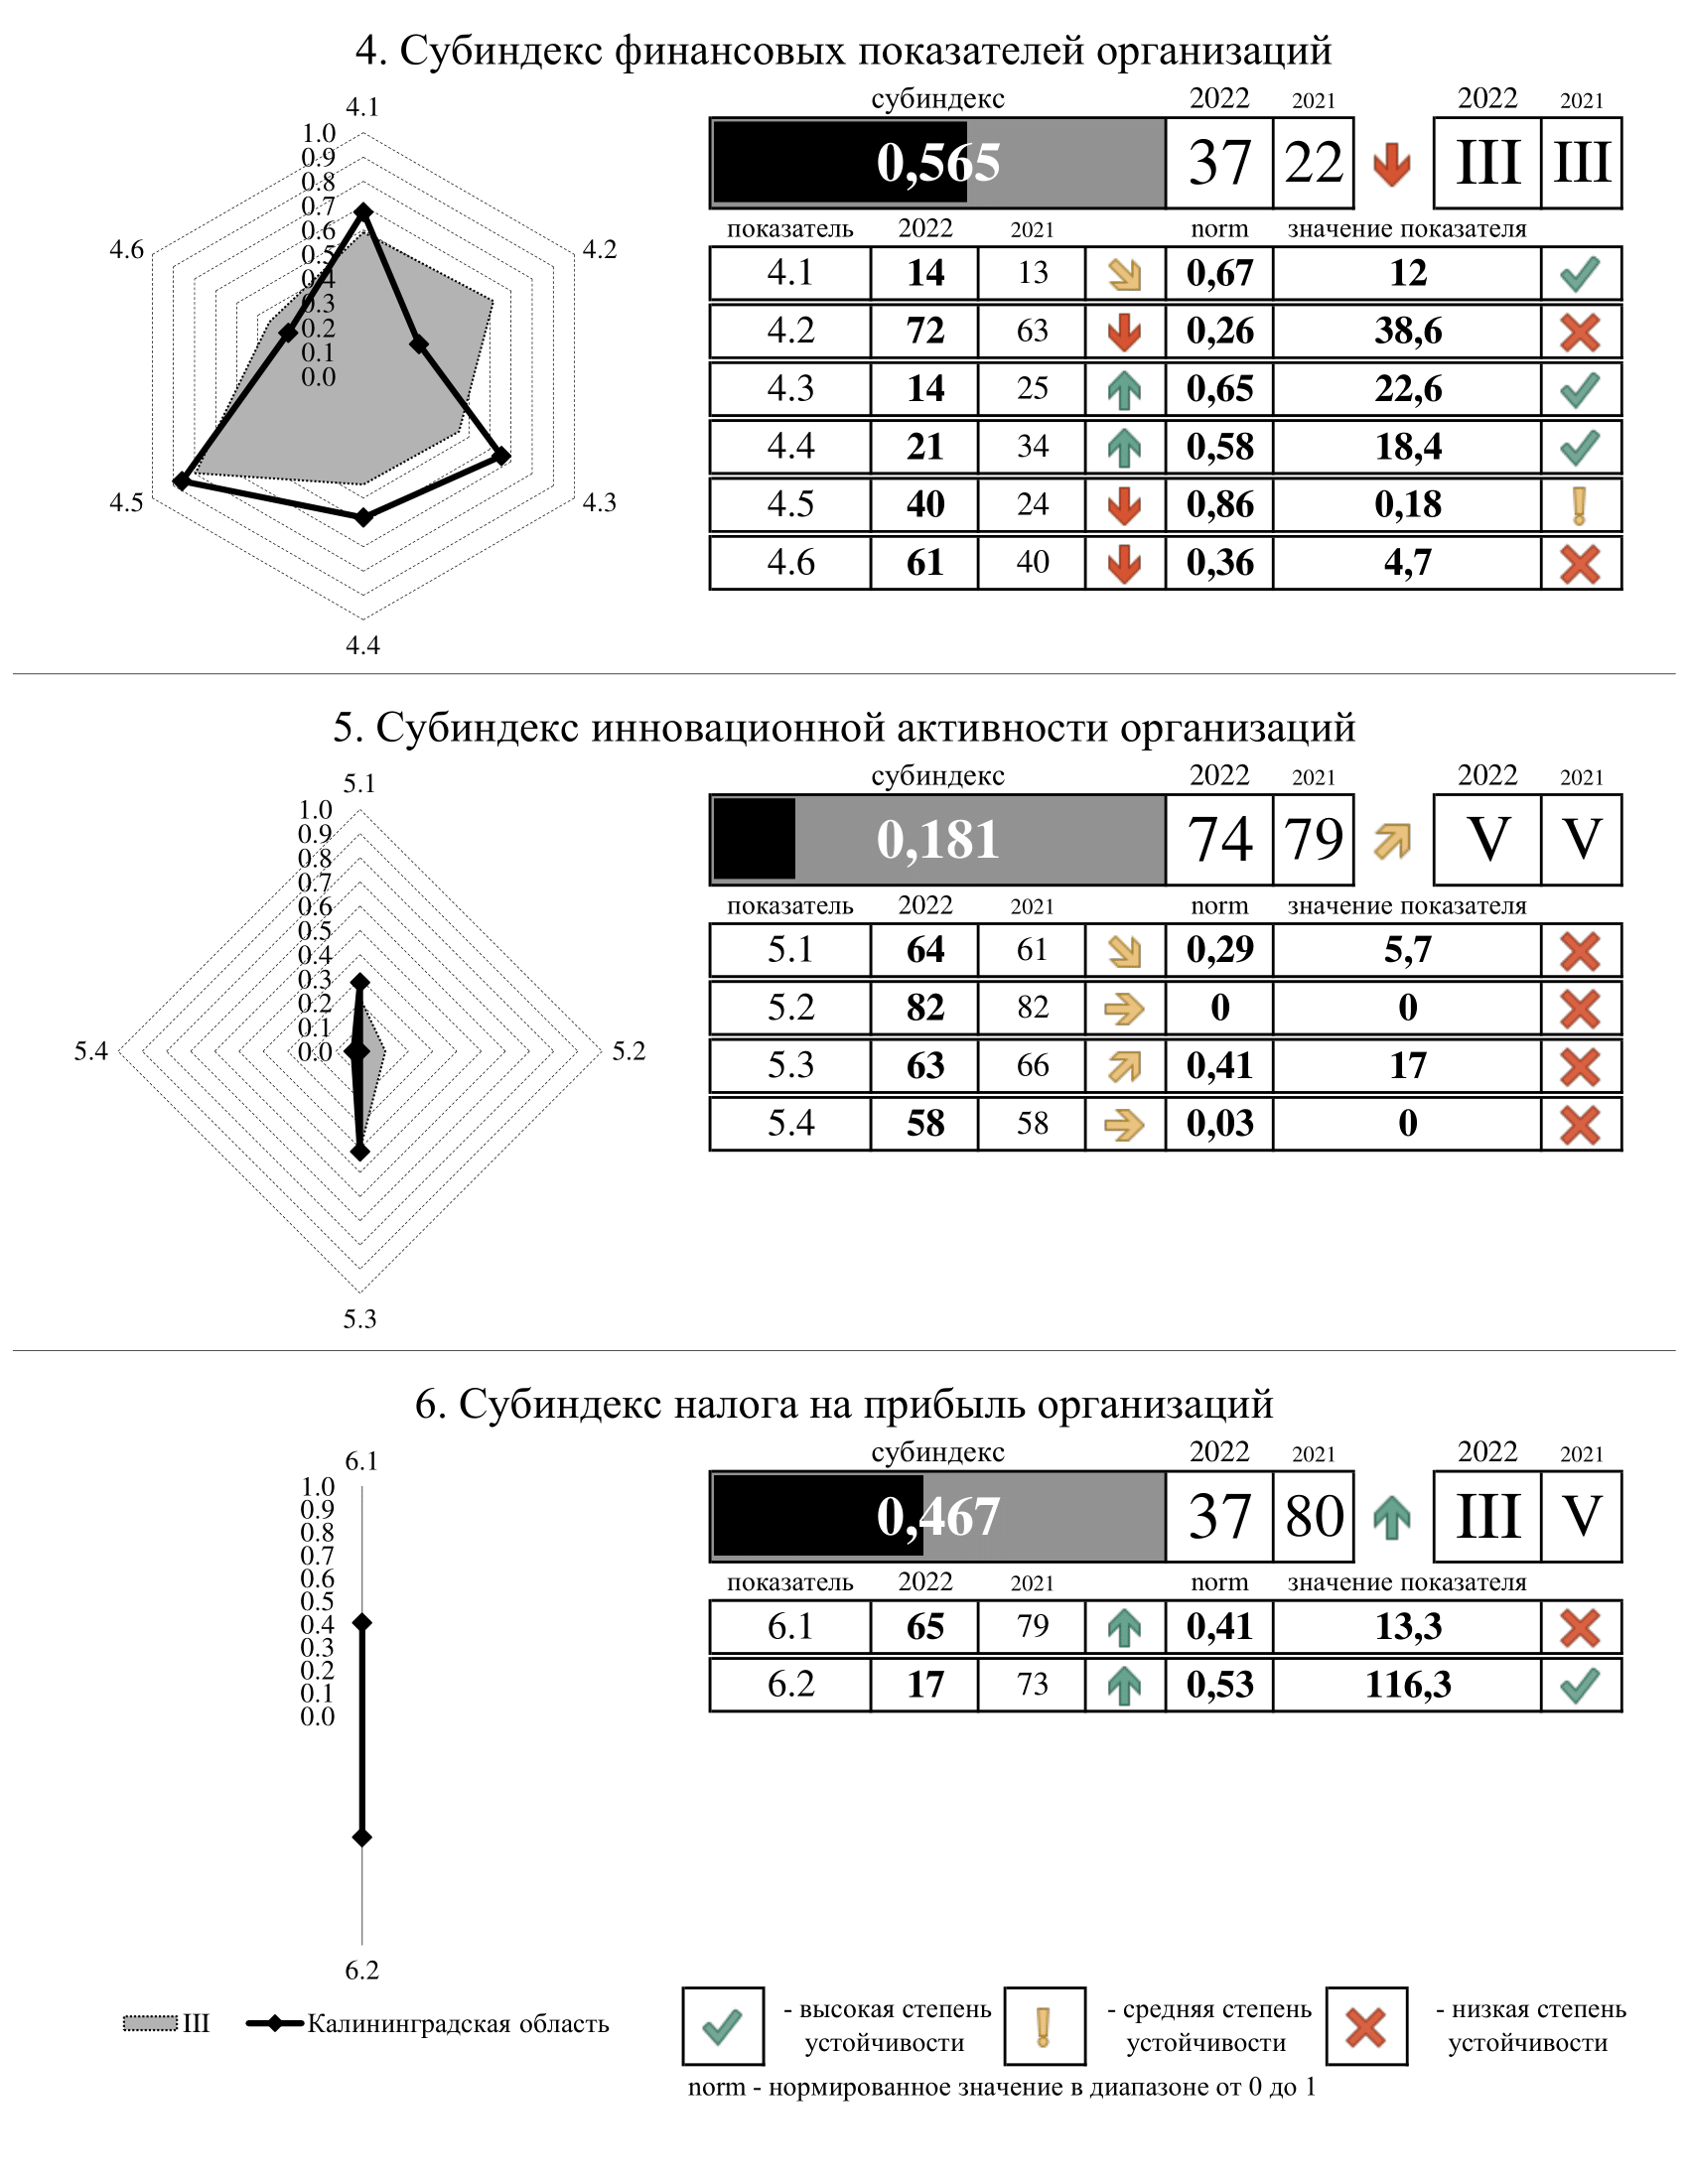 4. Субиндекс финансовых показателей организаций
4.1
1.0
0.9
0.8
0.7
0.6
0.5
0.4
0.3
0.2
0.1
0.0
4.2
4.3
4.4
4.5
4.6
субиндекс 2022 2021 2022 2021
0,565 37 22 III III
показатель 2022 2021 norm значение показателя
4.1 14 13 0,67 12
4.2 72 63 0,26 38,6
4.3 14 25 0,65 22,6
4.4 21 34 0,58 18,4
4.5 40 24 0,86 0,18
4.6 61 40 0,36 4,7
5. Субиндекс инновационной активности организаций
5.1
1.0
0.9
0.8
0.7
0.6
0.5
0.4
0.3
0.2
0.1
0.0
5.2
5.3
5.4
субиндекс 2022 2021 2022 2021
0,181 74 79 V V
показатель 2022 2021 norm значение показателя
5.1 64 61 0,29 5,7
5.2 82 82 0 0
5.3 63 66 0,41 17
5.4 58 58 0,03 0
6. Субиндекс налога на прибыль организаций
6.1
1.0
0.9
0.8
0.7
0.6
0.5
0.4
0.3
0.2
0.1
0.0
6.2
субиндекс 2022 2021 2022 2021
0,467 37 80 III V
показатель 2022 2021 norm значение показателя
6.1 65 79 0,41 13,3
6.2 17 73 0,53 116,3
III Калининградская область
- высокая степень
устойчивости
- средняя степень
устойчивости
- низкая степень
устойчивости
norm - нормированное значение в диапазоне от 0 до 1